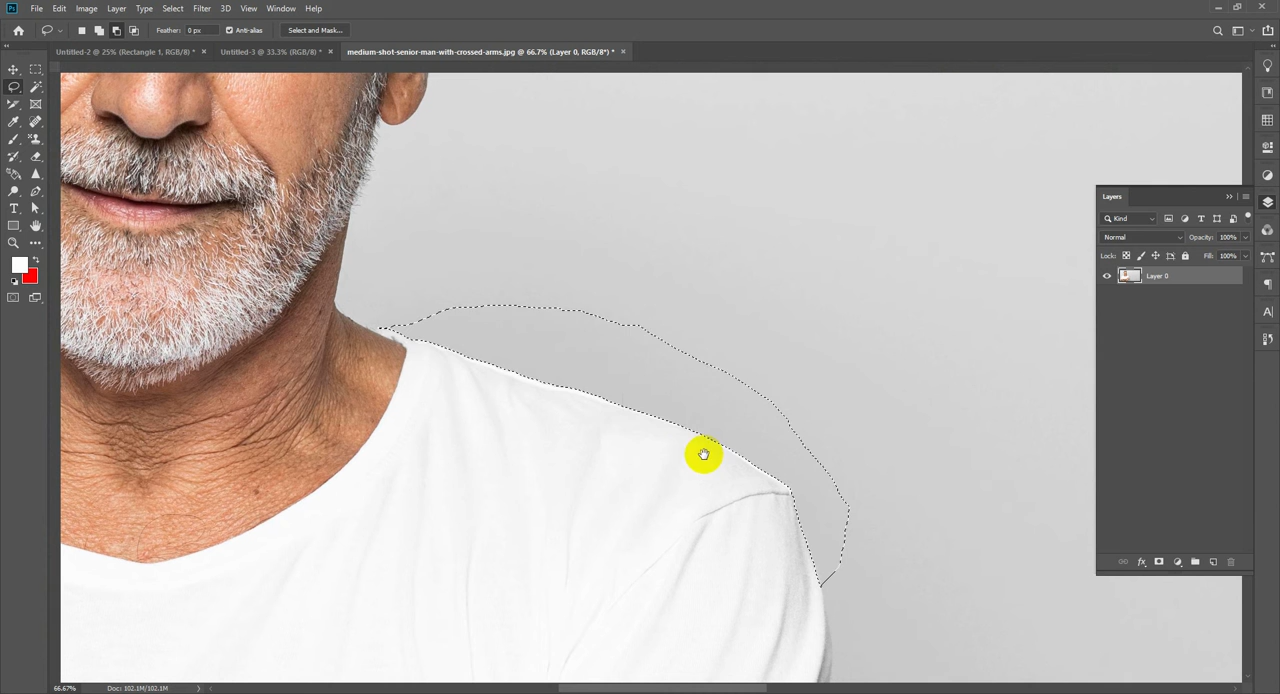 Ps File Edit Image Layer Type Select Filter 3D View Window Help
Feather: 0 px Anti-alias Select and Mask...
Untitled-2 @ 25% (Rectangle 1, RGB/8) * × Untitled-3 @ 33.3% (RGB/8) * × medium-shot-senior-man-with-crossed-arms.jpg @ 66.7% (Layer 0, RGB/8*) * ×
Layers
Kind
Normal Opacity: 100%
Lock: Fill: 100%
Layer 0
fx
T
A
66.67% Doc: 102.1M/102.1M